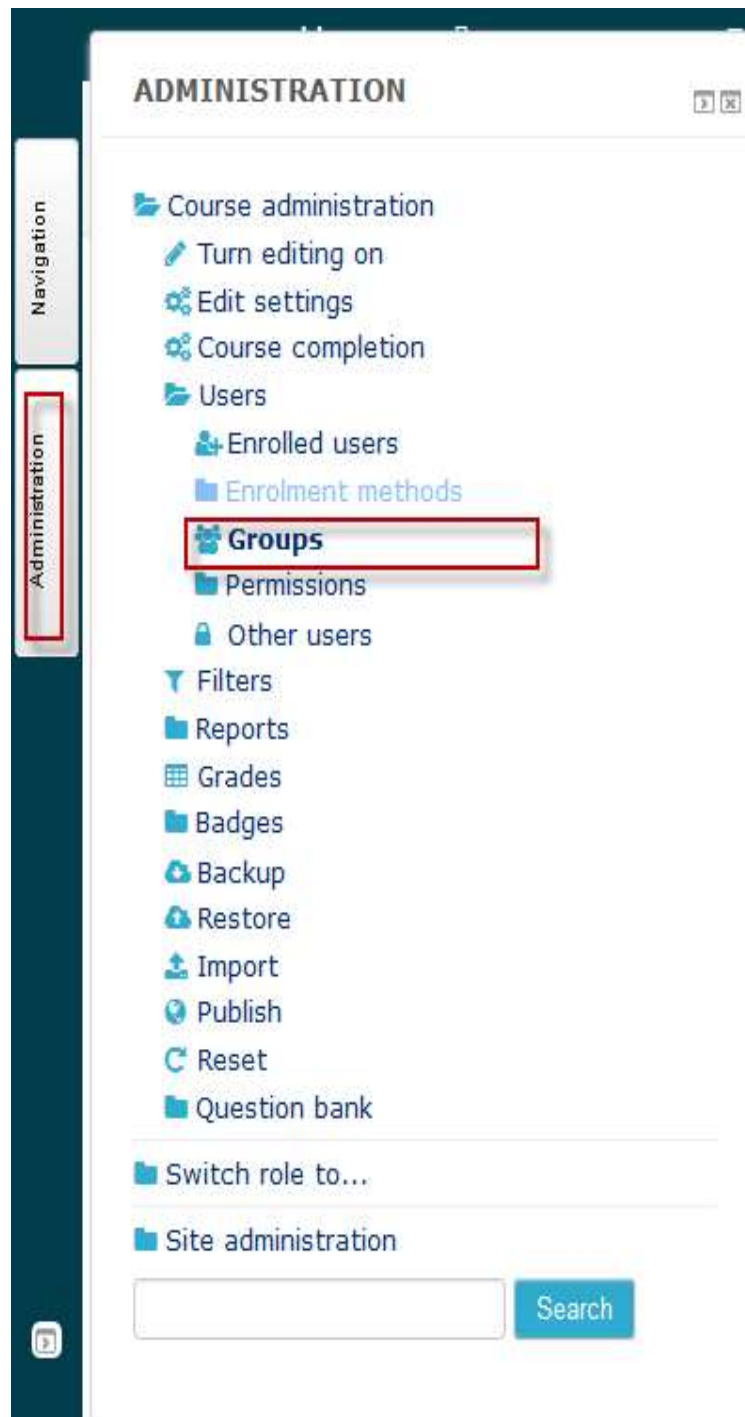 ADMINISTRATION
Navigation
Administration
Course administration
Turn editing on
Edit settings
Course completion
Users
Enrolled users
Enrolment methods
Groups
Permissions
Other users
Filters
Reports
Grades
Badges
Backup
Restore
Import
Publish
Reset
Question bank
Switch role to...
Site administration
Search